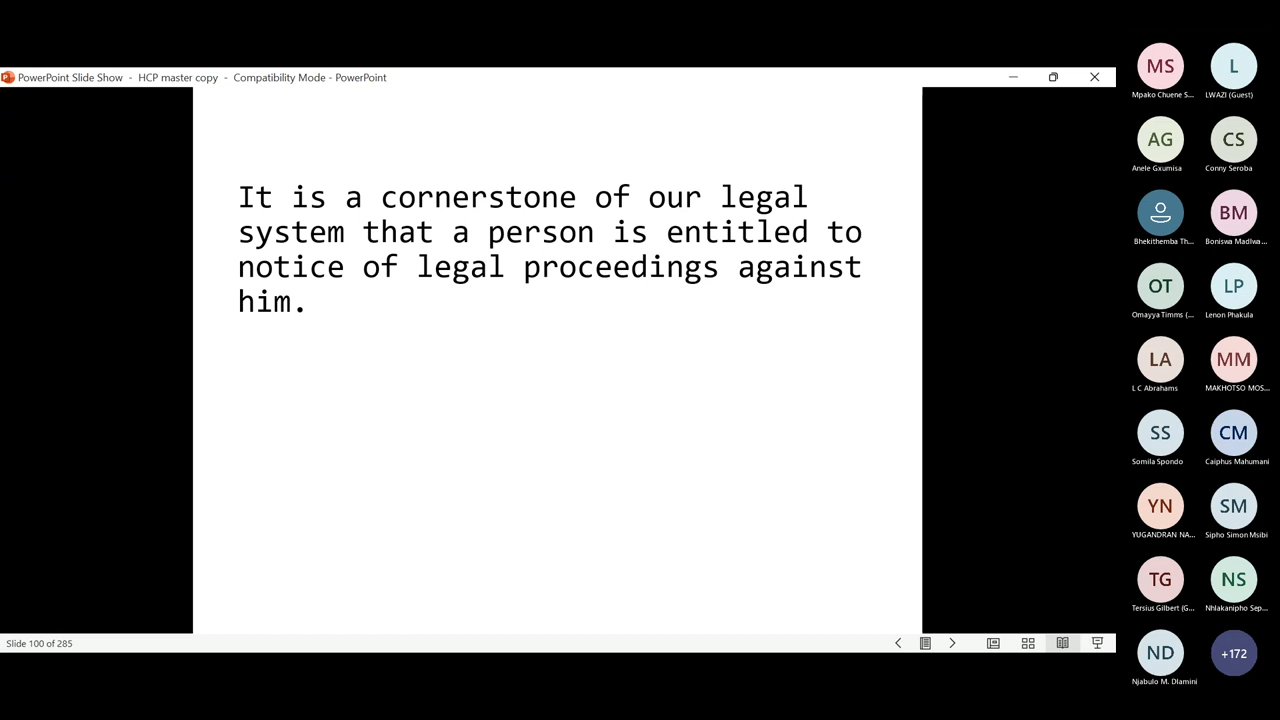 PowerPoint Slide Show - HCP master copy - Compatibility Mode - PowerPoint
It is a cornerstone of our legal
system that a person is entitled to
notice of legal proceedings against
him.
Slide 100 of 285
MS L
Mpako Chuene S... LWAZI (Guest)
AG CS
Anele Gxumisa Conny Seroba
BM
Bhekithemba Th... Boniswa Madlwa...
OT LP
Omayya Timms (... Lenon Phakula
LA MM
L C Abrahams MAKHOTSO MOS...
SS CM
Somila Spondo Caiphus Mahumani
YN SM
YUGANDRAN NA... Sipho Simon Msibi
TG NS
Tersius Gilbert (G... Nhlakanipho Sep...
ND +172
Njabulo M. Dlamini